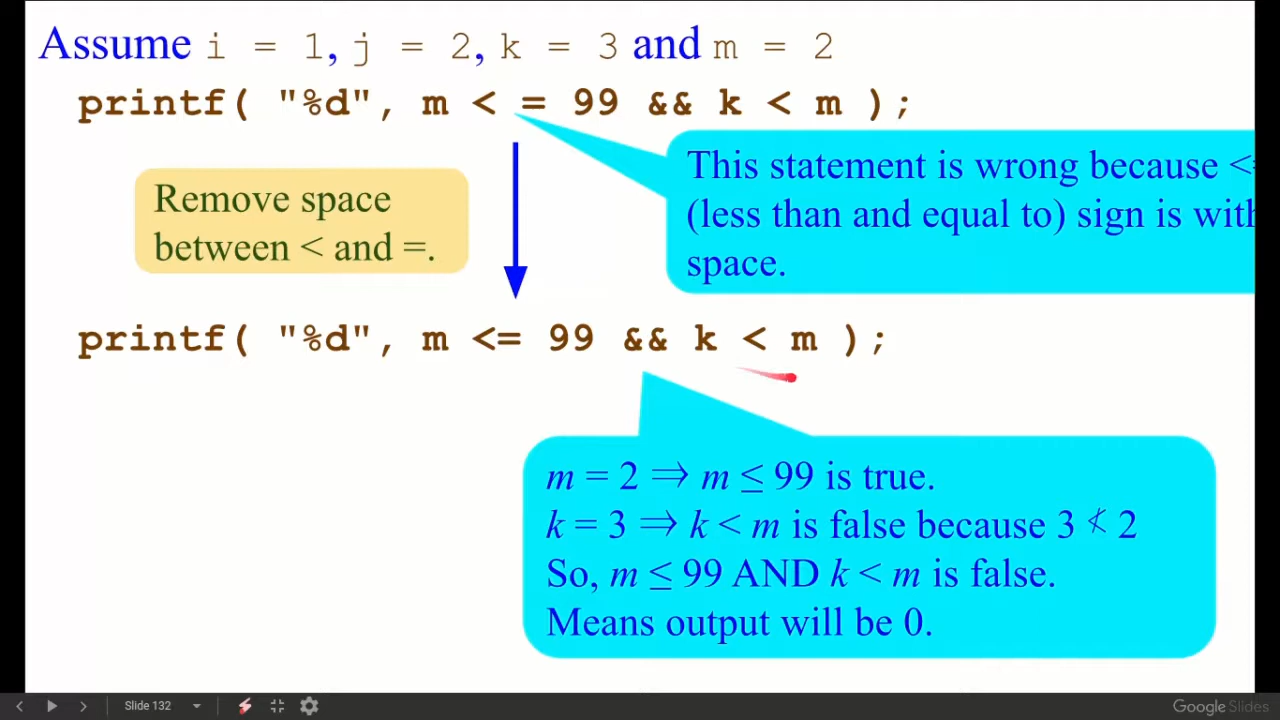 Assume i = 1, j = 2, k = 3 and m = 2
printf( "%d", m < = 99 && k < m );
This statement is wrong because <=
(less than and equal to) sign is with
space.
Remove space
between < and =.
printf( "%d", m <= 99 && k < m );
m = 2 ⇒ m ≤ 99 is true.
k = 3 ⇒ k < m is false because 3 ≮ 2
So, m ≤ 99 AND k < m is false.
Means output will be 0.
Slide 132
Google Slides